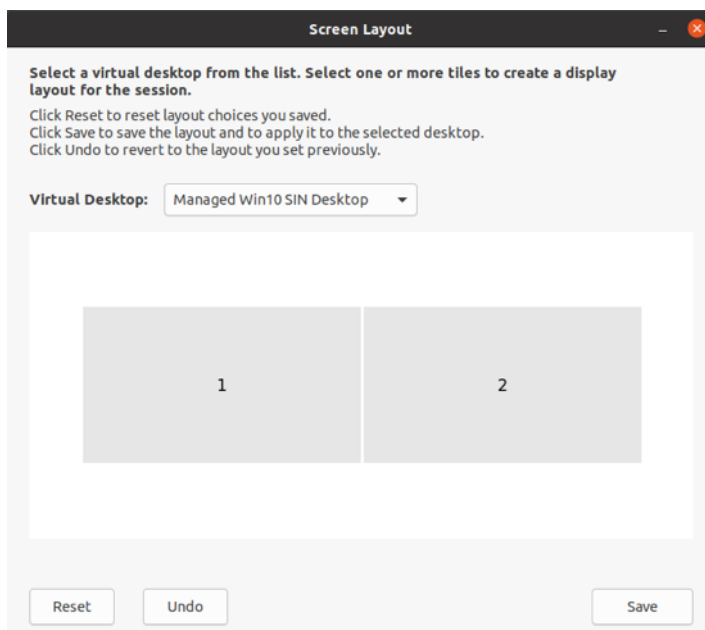 Screen Layout
Select a virtual desktop from the list. Select one or more tiles to create a display
layout for the session.
Click Reset to reset layout choices you saved.
Click Save to save the layout and to apply it to the selected desktop.
Click Undo to revert to the layout you set previously.
Virtual Desktop: Managed Win10 SIN Desktop
1 2
Reset Undo Save